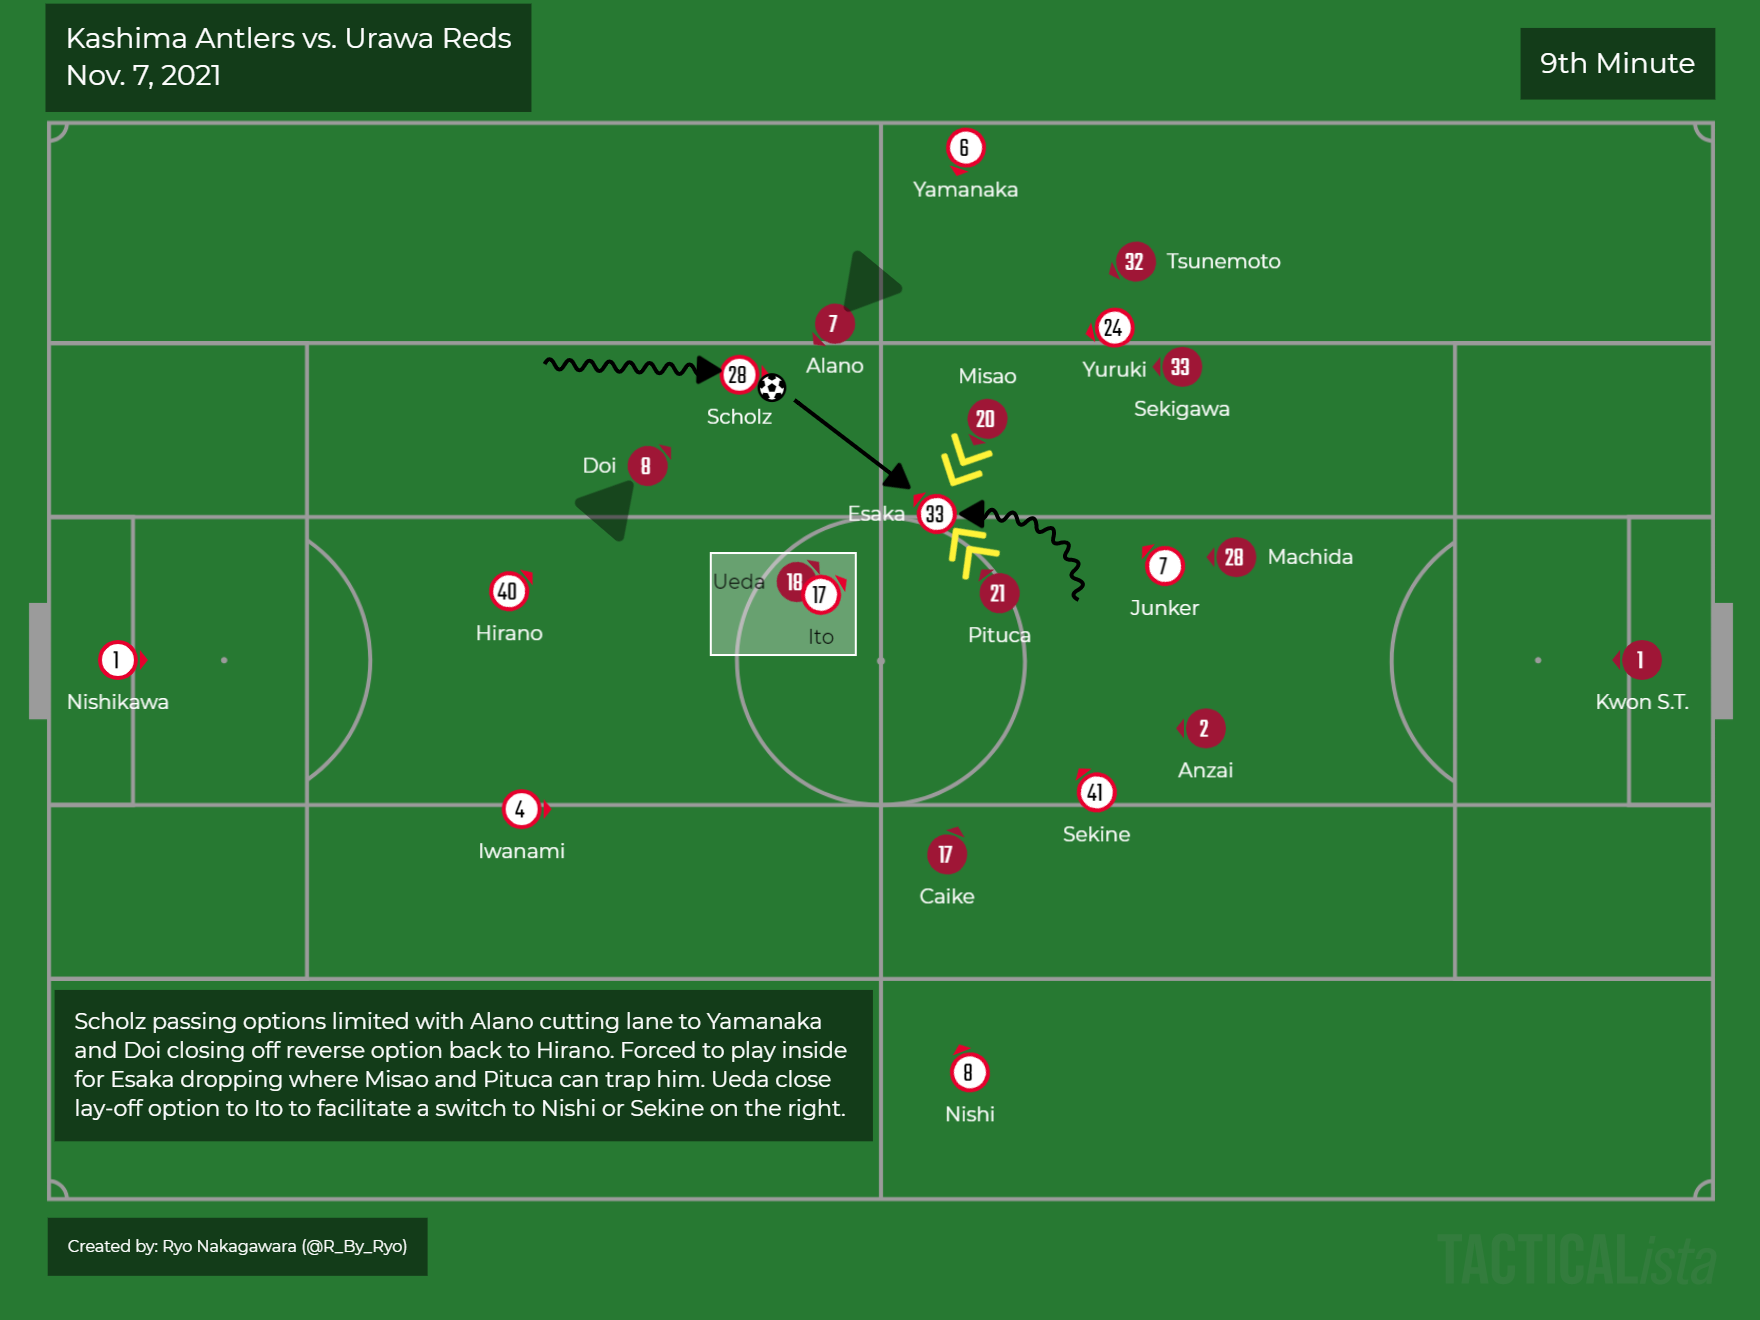 Kashima Antlers vs. Urawa Reds
Nov. 7, 2021
9th Minute
6
Yamanaka
32 Tsunemoto
7
Alano
24
Yuruki
33
Sekigawa
28
Scholz
Misao
20
Doi 8
Esaka 33
Ueda 18
17
Ito
40
Hirano
21
Pituca
7
Junker
28 Machida
1
Nishikawa
1
Kwon S.T.
2
Anzai
4
Iwanami
41
Sekine
17
Caike
Scholz passing options limited with Alano cutting lane to Yamanaka
and Doi closing off reverse option back to Hirano. Forced to play inside
for Esaka dropping where Misao and Pituca can trap him. Ueda close
lay-off option to Ito to facilitate a switch to Nishi or Sekine on the right.
8
Nishi
Created by: Ryo Nakagawara (@R_By_Ryo)
TACTICALista